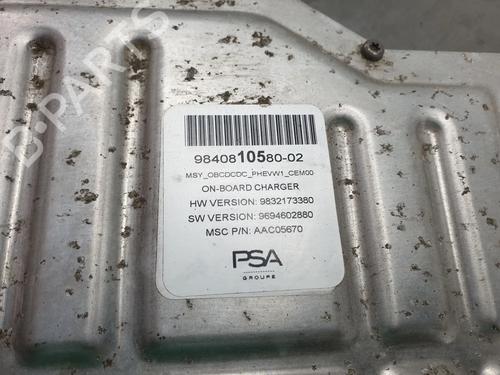 9840810580-02
MSY_OBCDCDC_PHEVW1_CEM00
ON-BOARD CHARGER
HW VERSION: 9832173380
SW VERSION: 9694602880
MSC P/N: AAC05670
PSA
GROUPE
B-PARTS